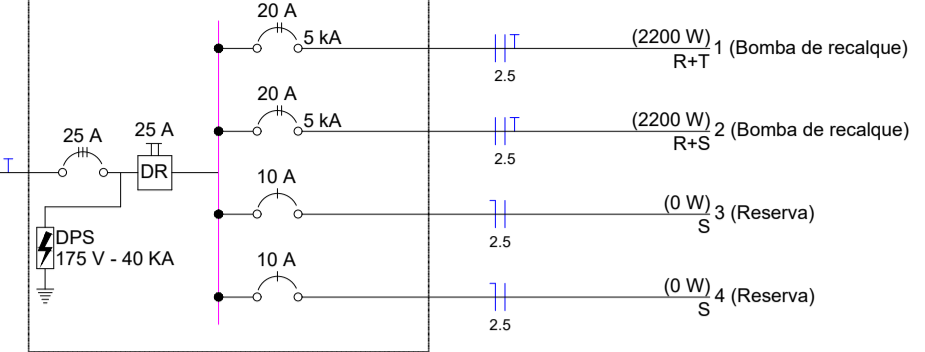 20 A
5 kA
(2200 W)
R+T
1 (Bomba de recalque)
T
2.5
20 A
5 kA
(2200 W)
R+S
2 (Bomba de recalque)
T
2.5
25 A
25 A
T
DR
10 A
(0 W)
S
3 (Reserva)
2.5
DPS
175 V - 40 KA
10 A
(0 W)
S
4 (Reserva)
2.5